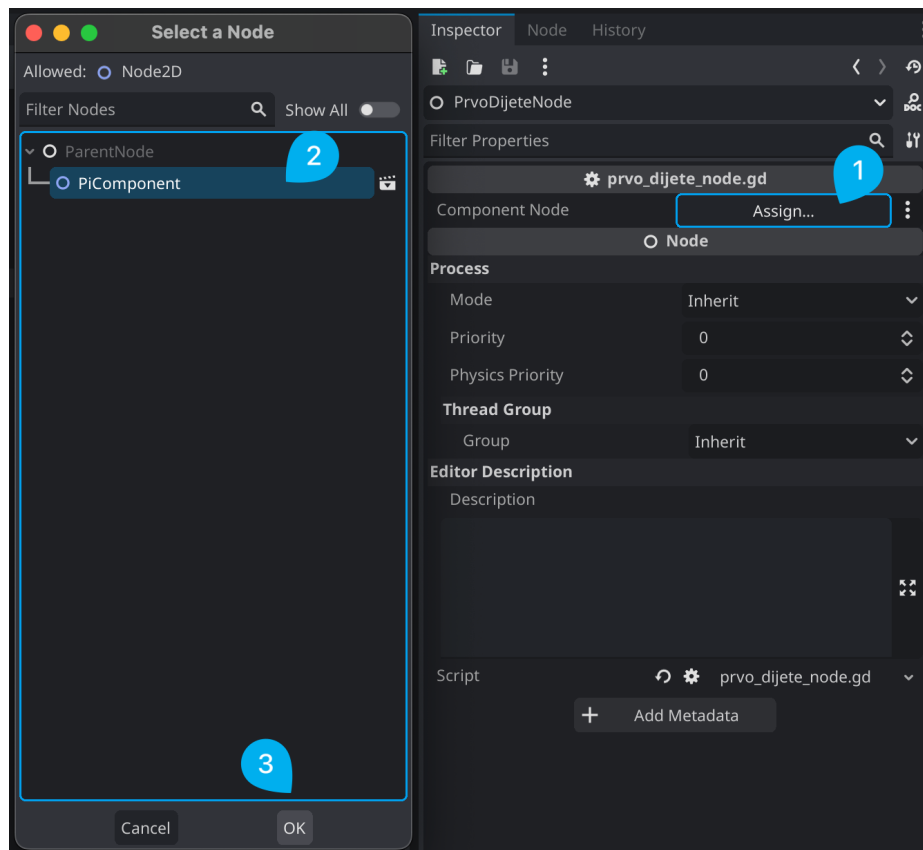 Select a Node
Allowed: Node2D
Filter Nodes
Show All
ParentNode
2
PiComponent
3
Cancel
OK
Inspector Node History
PrvoDijeteNode
DOC
Filter Properties
prvo_dijete_node.gd
1
Component Node Assign...
Node
Process
Mode Inherit
Priority 0
Physics Priority 0
Thread Group
Group Inherit
Editor Description
Description
Script prvo_dijete_node.gd
+ Add Metadata